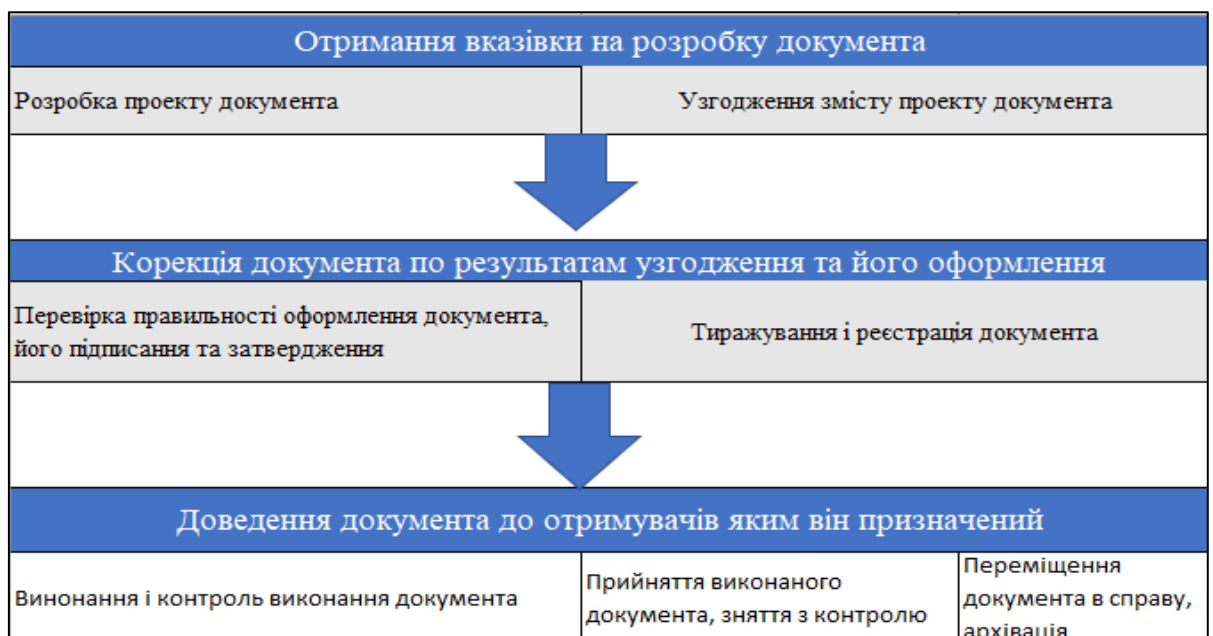 Отримання вказівки на розробку документа
Розробка проекту документа
Узгодження змісту проекту документа
Корекція документа по результатам узгодження та його оформлення
Перевірка правильності оформлення документа,
його підписання та затвердження
Тиражування і реєстрація документа
Доведення документа до отримувачів яким він призначений
Винонання і контроль виконання документа
Прийняття виконаного
документа, зняття з контролю
Переміщення
документа в справу,
архівація